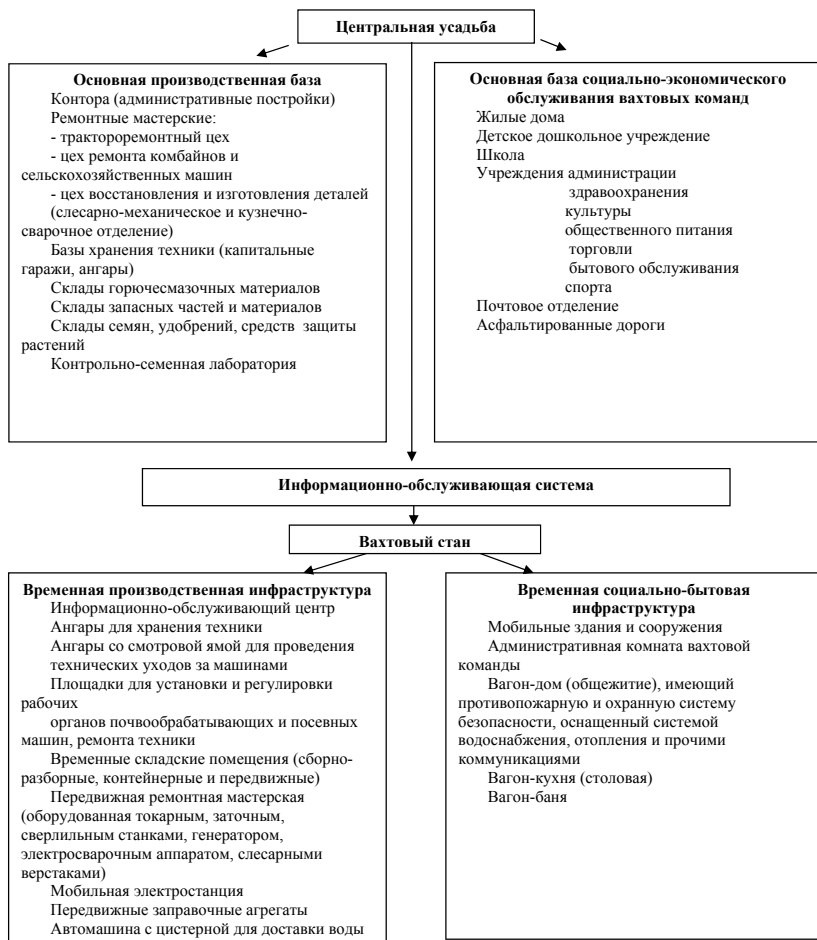 Центральная усадьба
Основная производственная база
Контора (административные постройки)
Ремонтные мастерские:
- трактороремонтный цех
- цех ремонта комбайнов и
сельскохозяйственных машин
- цех восстановления и изготовления деталей
(слесарно-механическое и кузнечно-
сварочное отделение)
Базы хранения техники (капитальные
гаражи, ангары)
Склады горючесмазочных материалов
Склады запасных частей и материалов
Склады семян, удобрений, средств защиты
растений
Контрольно-семенная лаборатория
Основная база социально-экономического
обслуживания вахтовых команд
Жилые дома
Детское дошкольное учреждение
Школа
Учреждения администрации
здравоохранения
культуры
общественного питания
торговли
бытового обслуживания
спорта
Почтовое отделение
Асфальтированные дороги
Информационно-обслуживающая система
Вахтовый стан
Временная производственная инфраструктура
Информационно-обслуживающий центр
Ангары для хранения техники
Ангары со смотровой ямой для проведения
технических уходов за машинами
Площадки для установки и регулировки
рабочих
органов почвообрабатывающих и посевных
машин, ремонта техники
Временные складские помещения (сборно-
разборные, контейнерные и передвижные)
Передвижная ремонтная мастерская
(оборудованная токарным, заточным,
сверлильным станками, генератором,
электросварочным аппаратом, слесарными
верстаками)
Мобильная электростанция
Передвижные заправочные агрегаты
Автомашина с цистерной для доставки воды
Временная социально-бытовая
инфраструктура
Мобильные здания и сооружения
Административная комната вахтовой
команды
Вагон-дом (общежитие), имеющий
противопожарную и охранную систему
безопасности, оснащенный системой
водоснабжения, отопления и прочими
коммуникациями
Вагон-кухня (столовая)
Вагон-баня